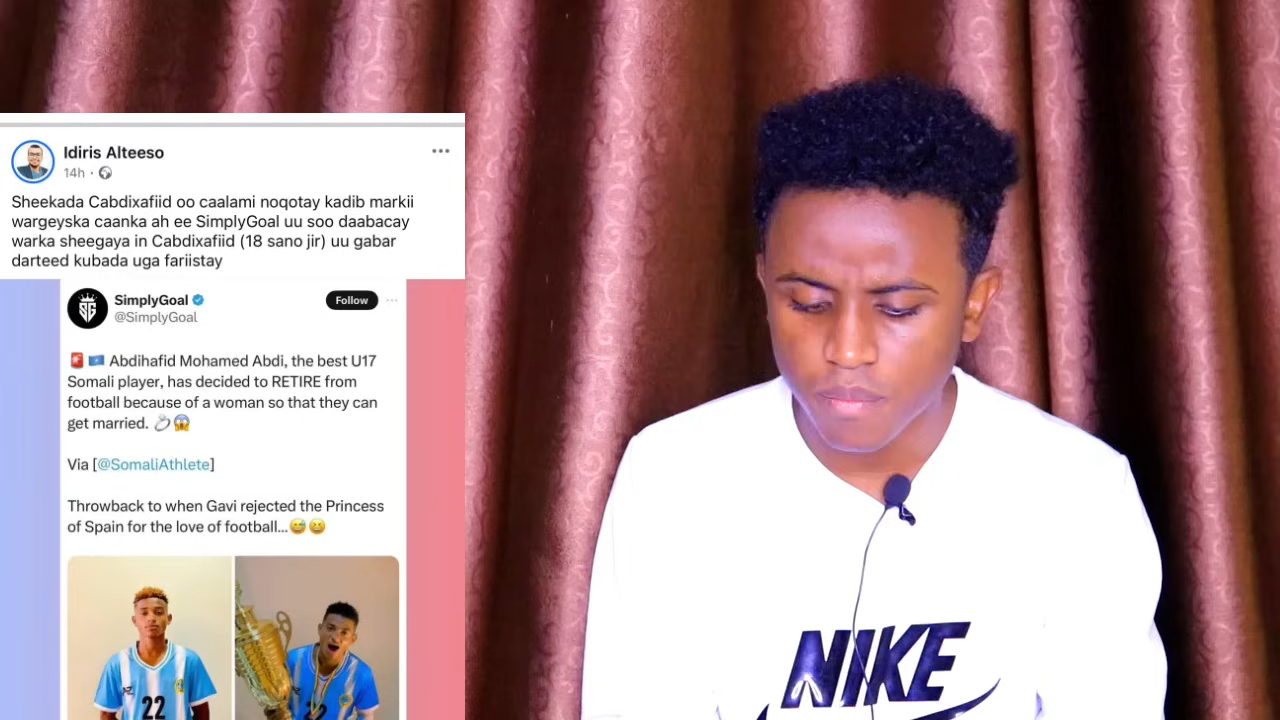 Idiris Alteeso
14h
Sheekada Cabdixafiid oo caalami noqotay kadib markii
wargeyska caanka ah ee SimplyGoal uu soo daabacay
warka sheegaya in Cabdixafiid (18 sano jir) uu gabar
darteed kubada uga fariistay
SG
SimplyGoal
Follow
@SimplyGoal
Abdihafid Mohamed Abdi, the best U17
Somali player, has decided to RETIRE from
football because of a woman so that they can
get married. 💍😱
Via [@SomaliAthlete]
Throwback to when Gavi rejected the Princess
of Spain for the love of football...😅😆
22
22
NIKE